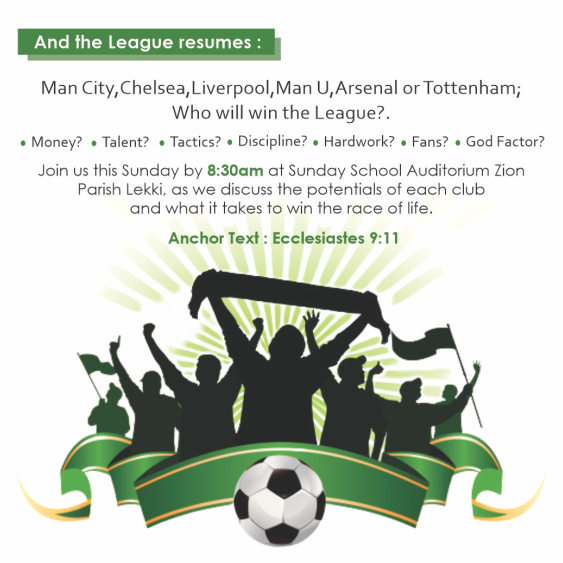 And the League resumes :
Man City,Chelsea,Liverpool,Man U,Arsenal or Tottenham;
Who will win the League?.
• Money? • Talent? • Tactics? • Discipline? • Hardwork? • Fans? • God Factor?
Join us this Sunday by 8:30am at Sunday School Auditorium Zion
Parish Lekki, as we discuss the potentials of each club
and what it takes to win the race of life.
Anchor Text : Ecclesiastes 9:11